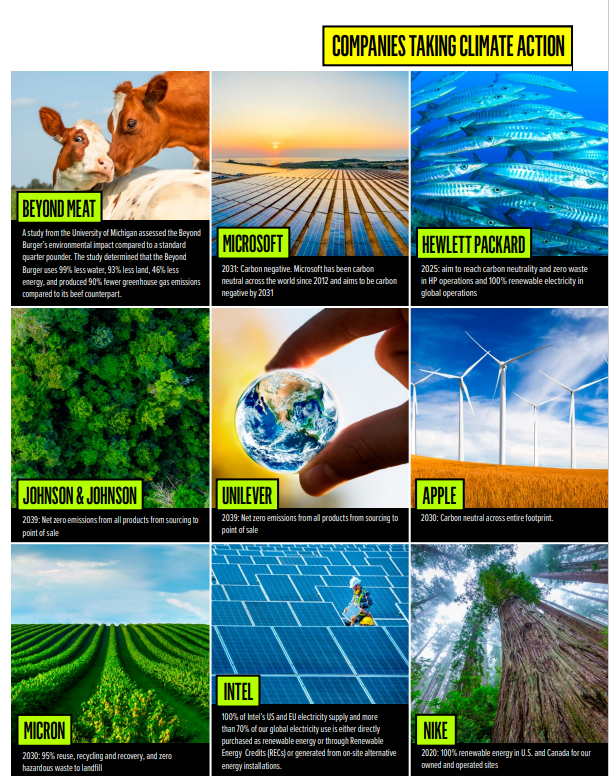 COMPANIES TAKING CLIMATE ACTION
BEYOND MEAT
A study from the University of Michigan assessed the Beyond
Burger's environmental impact compared to a standard
quarter pounder. The study determined that the Beyond
Burger uses 99% less water, 93% less land, 46% less
energy, and produced 90% fewer greenhouse gas emissions
compared to its beef counterpart.
MICROSOFT
2031: Carbon negative. Microsoft has been carbon
neutral across the world since 2012 and aims to be carbon
negative by 2031
HEWLETT PACKARD
2025: aim to reach carbon neutrality and zero waste
in HP operations and 100% renewable electricity in
global operations
JOHNSON & JOHNSON
2039: Net zero emissions from all products from sourcing to
point of sale
UNILEVER
2039: Net zero emissions from all products from sourcing to
point of sale
APPLE
2030: Carbon neutral across entire footprint.
MICRON
2030: 95% reuse, recycling and recovery, and zero
hazardous waste to landfill
INTEL
100% of Intel's US and EU electricity supply and more
than 70% of our global electricity use is either directly
purchased as renewable energy or through Renewable
Energy Credits (RECs) or generated from on-site alternative
energy installations.
NIKE
2020: 100% renewable energy in U.S. and Canada for our
owned and operated sites